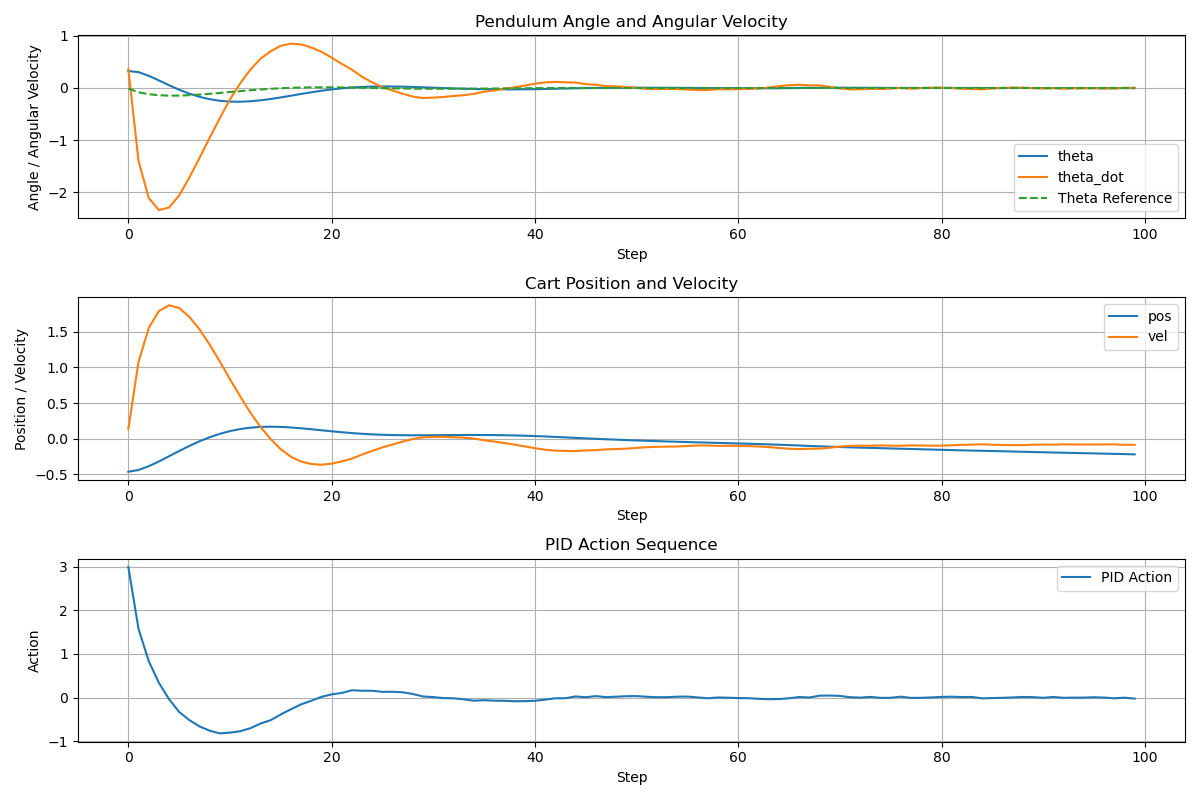 Pendulum Angle and Angular Velocity
Angle / Angular Velocity
1
0
−1
−2
theta
theta_dot
Theta Reference
0 20 40 60 80 100
Step
Cart Position and Velocity
Position / Velocity
1.5
1.0
0.5
0.0
−0.5
pos
vel
0 20 40 60 80 100
Step
PID Action Sequence
Action
3
2
1
0
−1
PID Action
0 20 40 60 80 100
Step